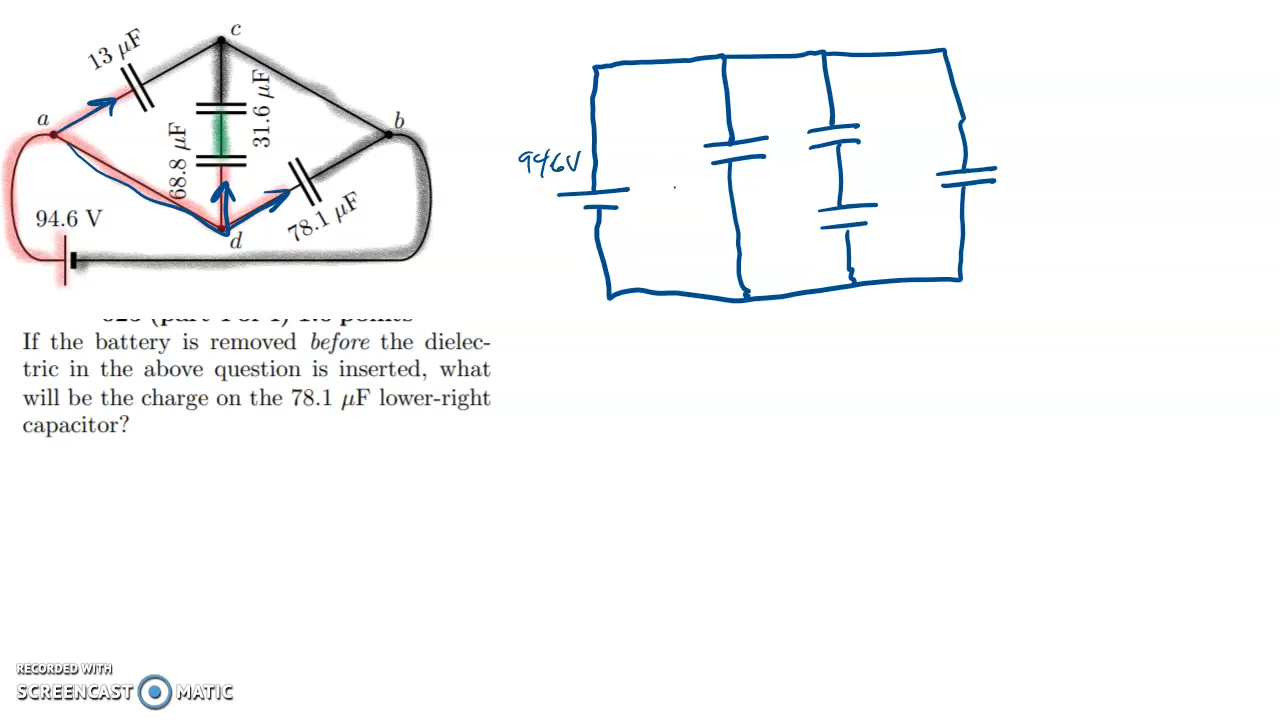 13 μF
c
31.6 μF
a
b
68.8 μF
94.6 V
d
78.1 μF
94.6V
If the battery is removed before the dielec-
tric in the above question is inserted, what
will be the charge on the 78.1 μF lower-right
capacitor?
RECORDED WITH
SCREENCAST MATIC